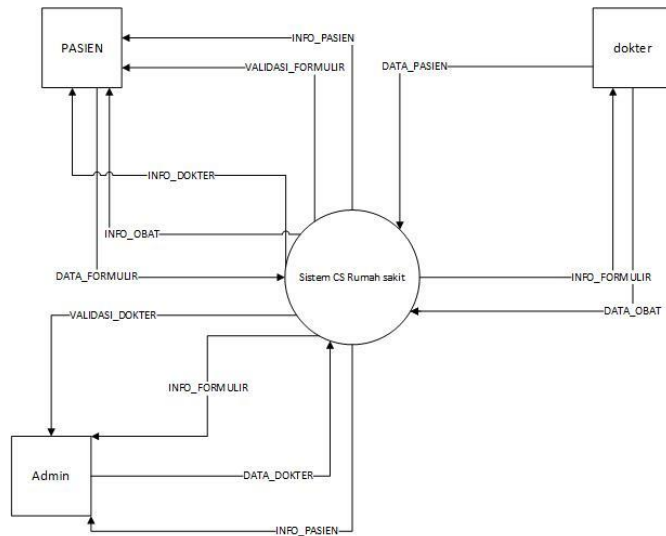 INFO_PASIEN
PASIEN
dokter
VALIDASI_FORMULIR
DATA_PASIEN
INFO_DOKTER
INFO_OBAT
DATA_FORMULIR
Sistem CS Rumah sakit
INFO_FORMULIR
VALIDASI_DOKTER
DATA_OBAT
INFO_FORMULIR
Admin
DATA_DOKTER
INFO_PASIEN